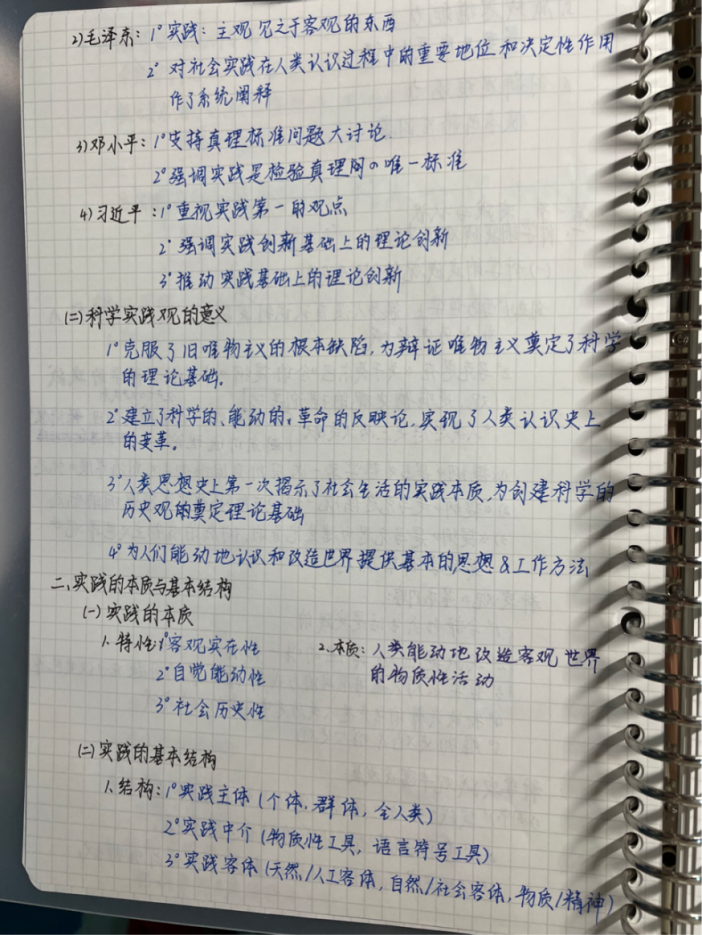 2)毛泽东：1°实践：主观见之于客观的东西
2° 对社会实践在人类认识过程中的重要地位和决定性作用
作了系统阐释
3)邓小平：1°支持真理标准问题大讨论.
2°强调实践是检验真理的唯一标准
4)习近平：1°重视实践第一的观点
2° 强调实践创新基础上的理论创新
3°推动实践基础上的理论创新
(二)科学实践观的意义
1°克服了旧唯物主义的根本缺陷，为辩证唯物主义奠定了科学
的理论基础。
2°建立了科学的、能动的、革命的反映论，实现了人类认识史上
的变革。
3°人类思想史上第一次揭示了社会生活的实践本质，为创建科学的
历史观的奠定理论基础
4°为人们能动地认识和改造世界提供基本的思想&工作方法
二、实践的本质与基本结构
(一)实践的本质
1、特性：1°客观实在性 2、本质：人类能动地改造客观世界
2°自觉能动性 的物质性活动
3°社会历史性
(二)实践的基本结构
1、结构：1°实践主体(个体、群体、全人类)
2°实践中介(物质性工具，语言符号工具)
3°实践客体(天然/人工客体，自然/社会客体，物质/精神)